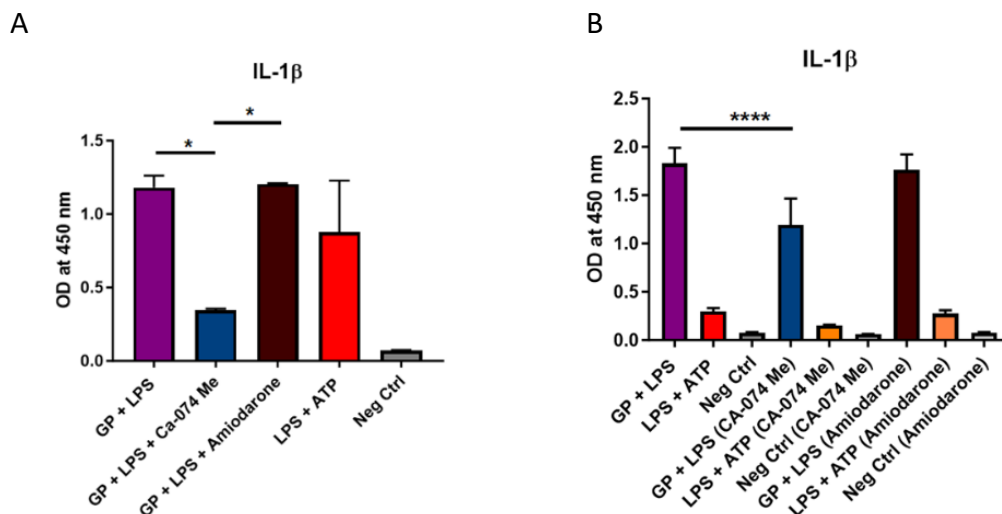 A
IL-1β
OD at 450 nm
1.5
1.0
0.5
0.0
*
*
GP + LPS
GP + LPS + Ca-074 Me
GP + LPS + Amiodarone
LPS + ATP
Neg Ctrl
B
IL-1β
OD at 450 nm
2.5
2.0
1.5
1.0
0.5
0.0
****
GP + LPS
LPS + ATP
Neg Ctrl
GP + LPS (CA-074 Me)
LPS + ATP (CA-074 Me)
Neg Ctrl (CA-074 Me)
GP + LPS (Amiodarone)
LPS + ATP (Amiodarone)
Neg Ctrl (Amiodarone)